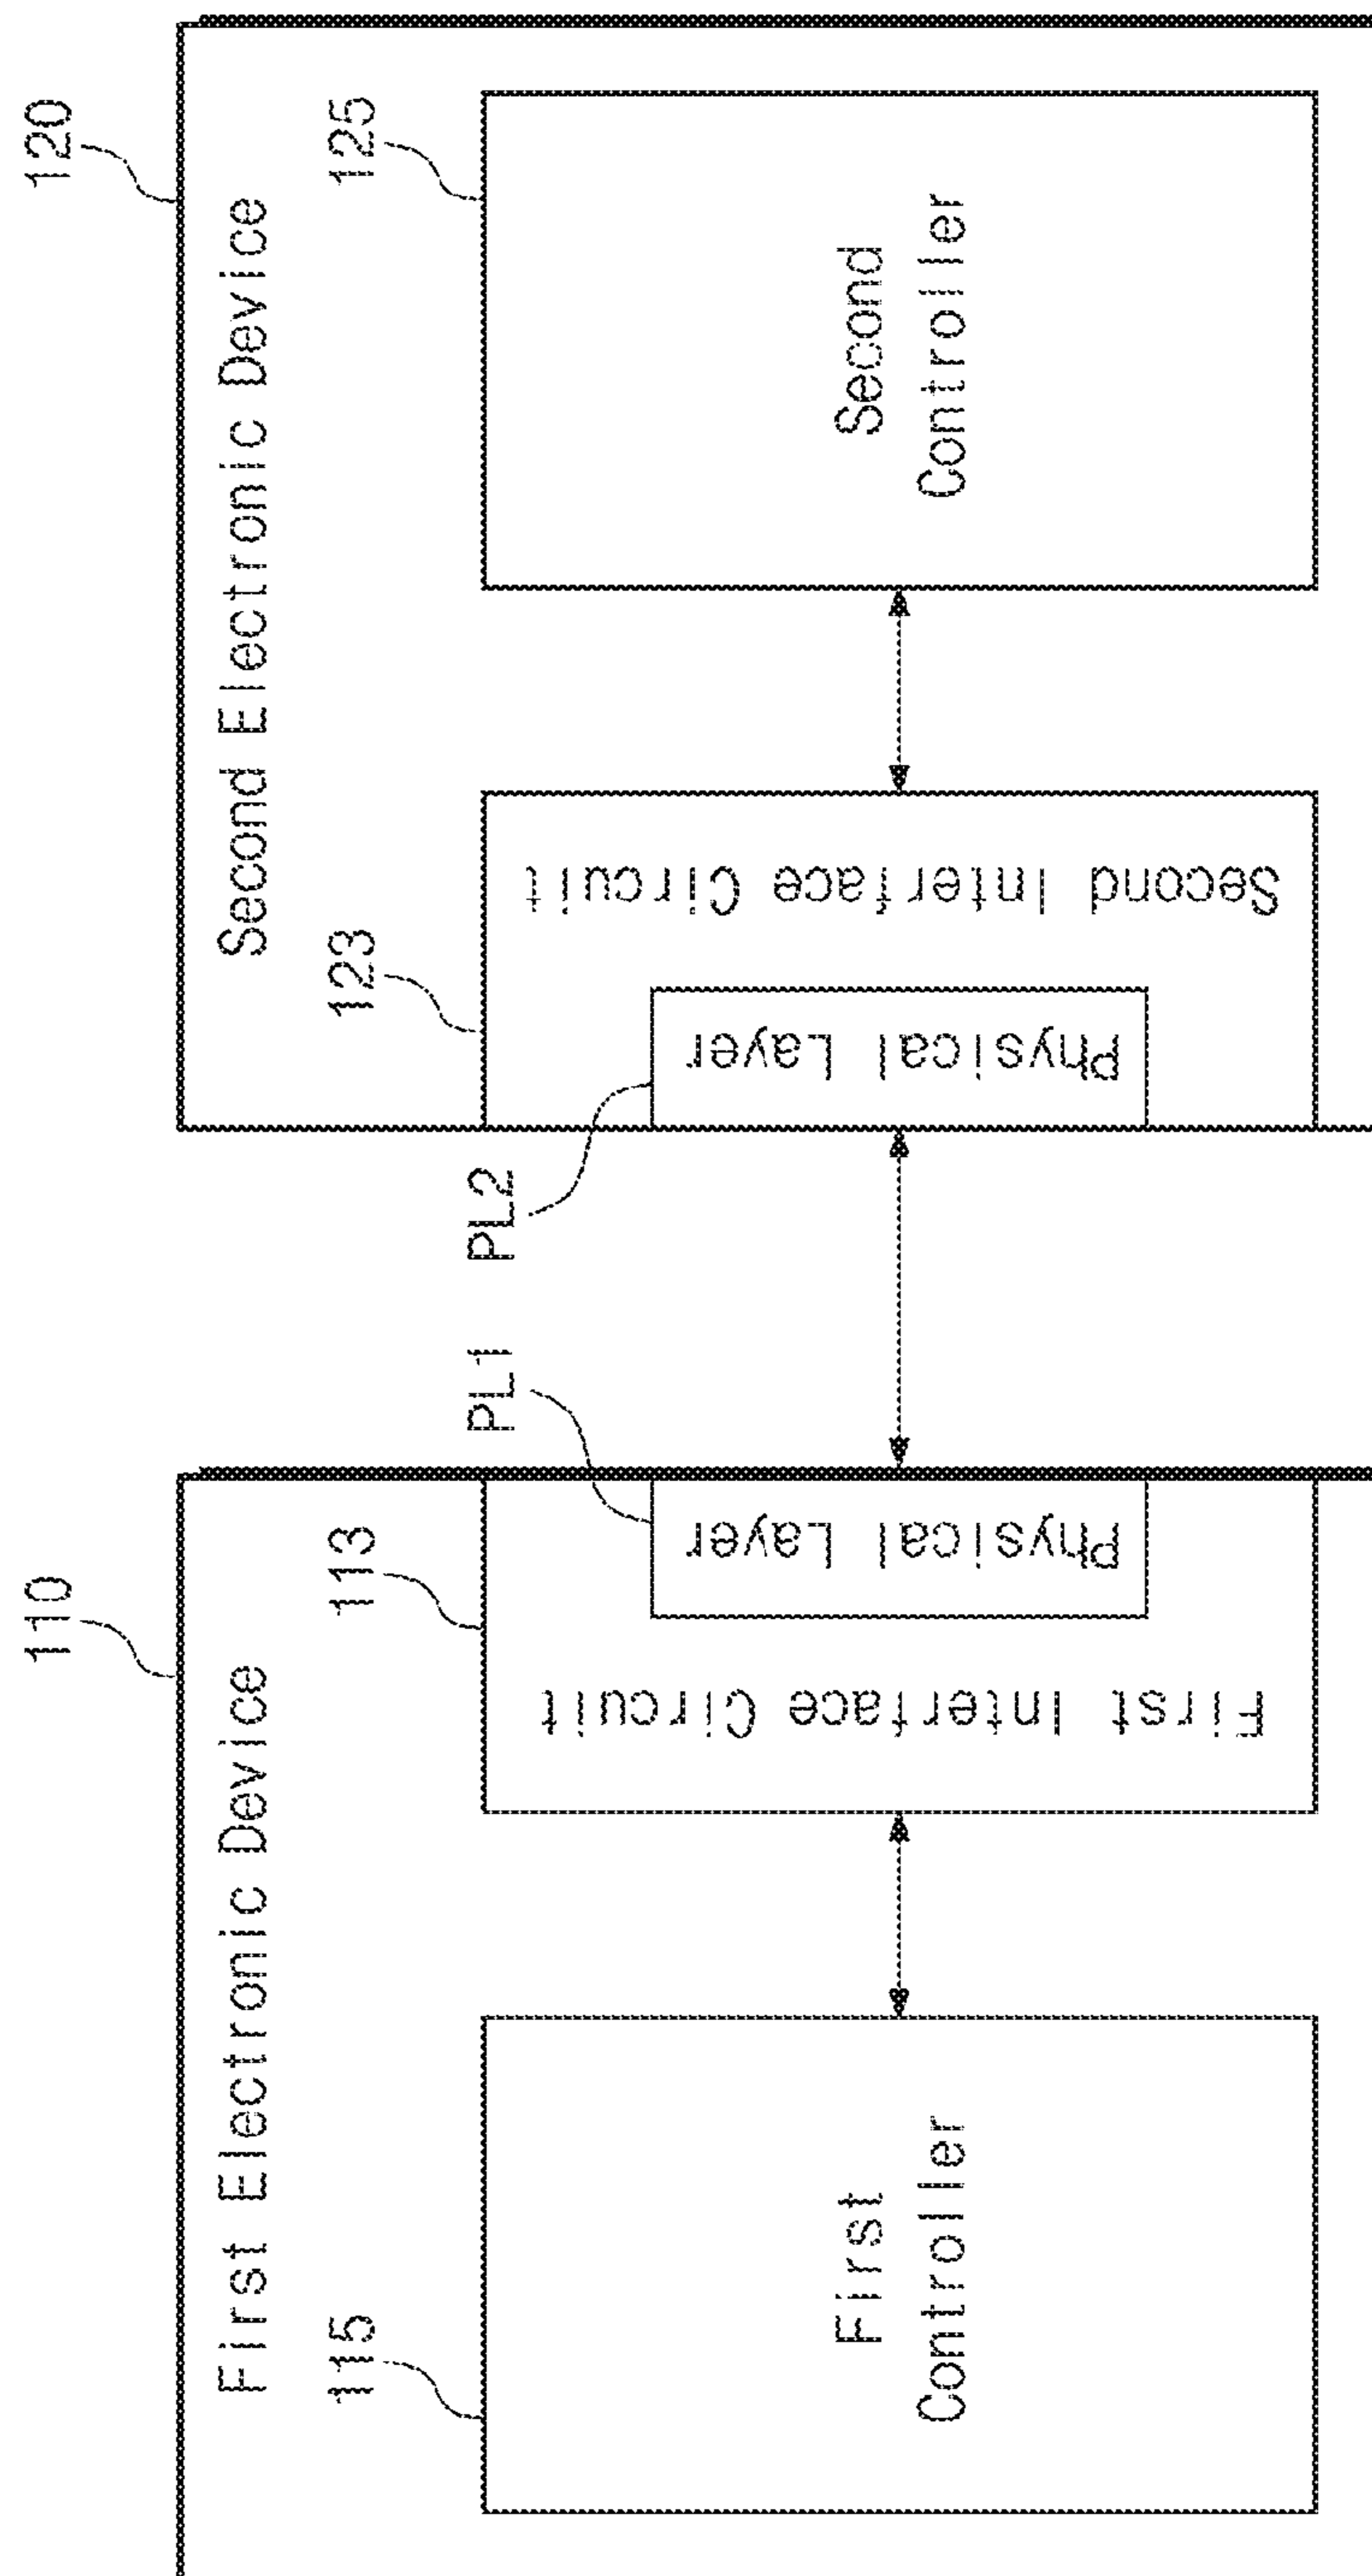 110
First Electronic Device
115
First
Controller
113
First Interface Circuit
Physical Layer
PL1
PL2
120
Second Electronic Device
123
Physical Layer
Second Interface Circuit
125
Second
Controller